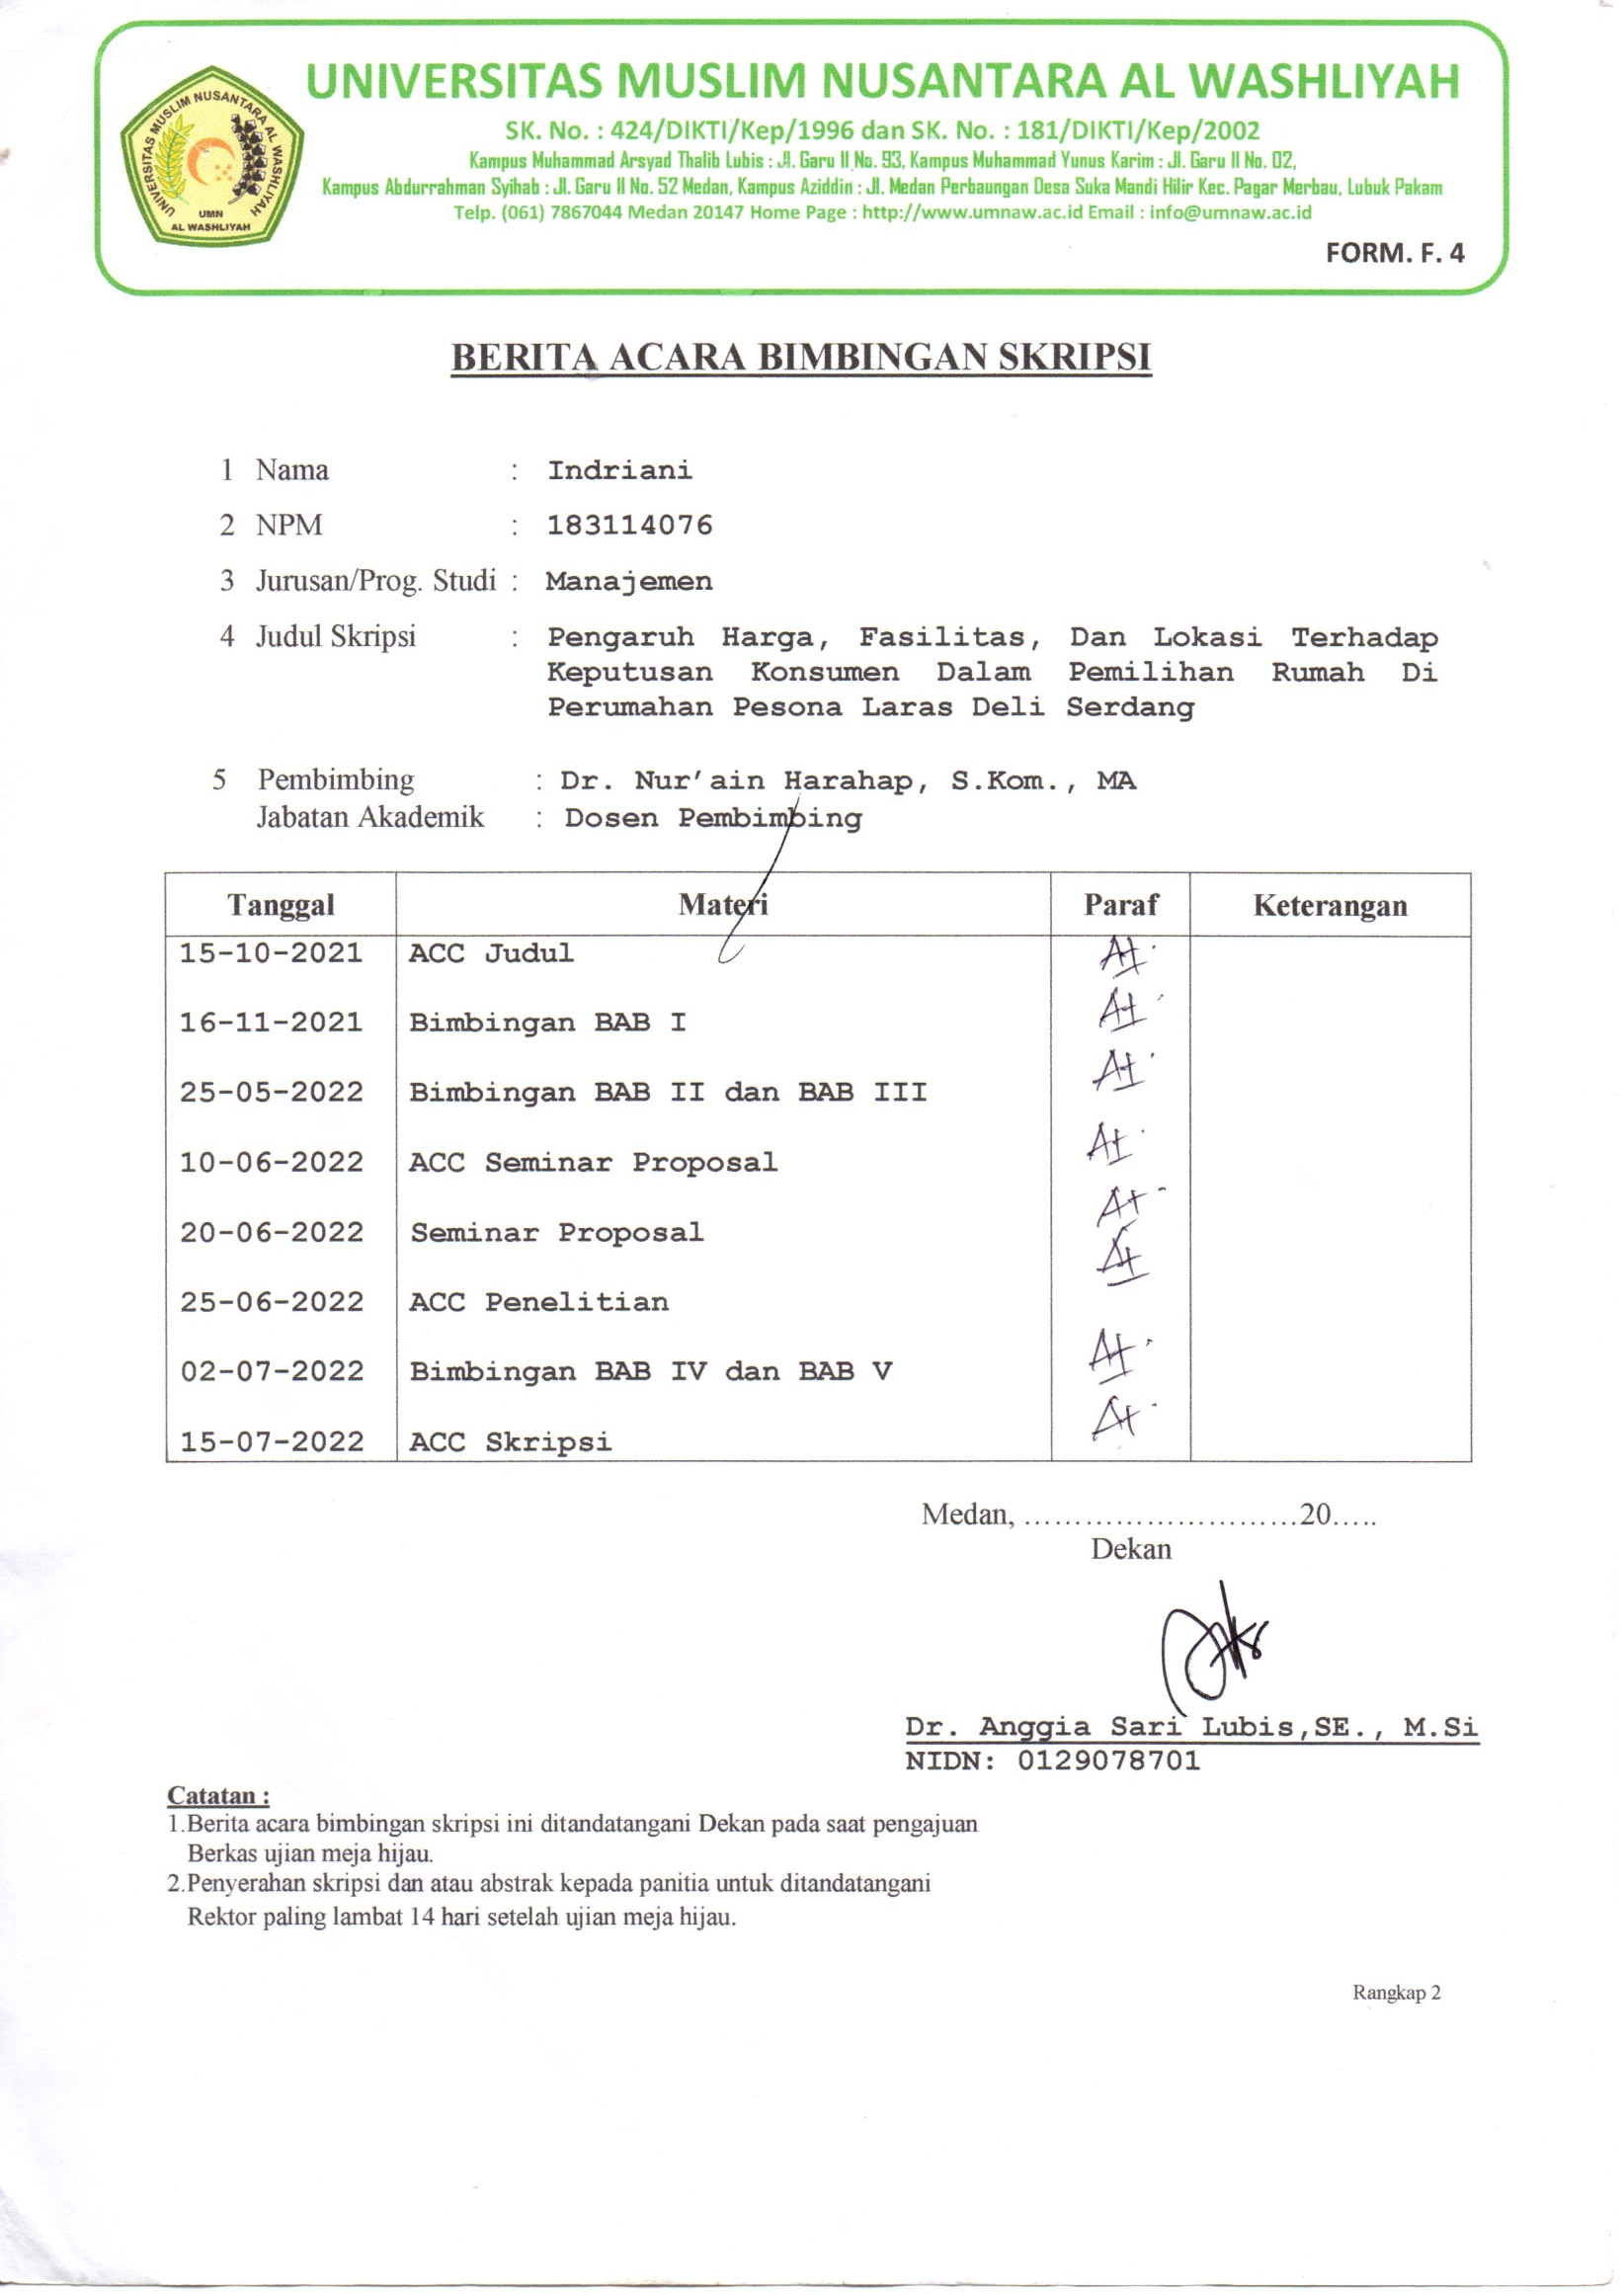 UNIVERSITAS MUSLIM NUSANTARA AL WASHLIYAH
UMN
AL WASHLIYAH
UNIVERSITAS MUSLIM NUSANTARA AL WASHLIYAH
SK. No. : 424/DIKTI/Kep/1996 dan SK. No. : 181/DIKTI/Kep/2002
Kampus Muhammad Arsyad Thalib Lubis : Jl. Garu II No. 93, Kampus Muhammad Yunus Karim : Jl. Garu II No. 02,
Kampus Abdurrahman Syihab : Jl. Garu II No. 52 Medan, Kampus Aziddin : Jl. Medan Perbaungan Desa Suka Mandi Hilir Kec. Pagar Merbau, Lubuk Pakam
Telp. (061) 7867044 Medan 20147 Home Page : http://www.umnaw.ac.id Email : info@umnaw.ac.id
FORM. F. 4
BERITA ACARA BIMBINGAN SKRIPSI
1 Nama : Indriani
2 NPM : 183114076
3 Jurusan/Prog. Studi : Manajemen
4 Judul Skripsi : Pengaruh Harga, Fasilitas, Dan Lokasi Terhadap
Keputusan Konsumen Dalam Pemilihan Rumah Di
Perumahan Pesona Laras Deli Serdang
5 Pembimbing : Dr. Nur'ain Harahap, S.Kom., MA
Jabatan Akademik : Dosen Pembimbing
Tanggal Materi Paraf Keterangan
15-10-2021 ACC Judul
16-11-2021 Bimbingan BAB I
25-05-2022 Bimbingan BAB II dan BAB III
10-06-2022 ACC Seminar Proposal
20-06-2022 Seminar Proposal
25-06-2022 ACC Penelitian
02-07-2022 Bimbingan BAB IV dan BAB V
15-07-2022 ACC Skripsi
Medan, ...........................20.....
Dekan
Dr. Anggia Sari Lubis,SE., M.Si
NIDN: 0129078701
Catatan :
1.Berita acara bimbingan skripsi ini ditandatangani Dekan pada saat pengajuan
Berkas ujian meja hijau.
2.Penyerahan skripsi dan atau abstrak kepada panitia untuk ditandatangani
Rektor paling lambat 14 hari setelah ujian meja hijau.
Rangkap 2